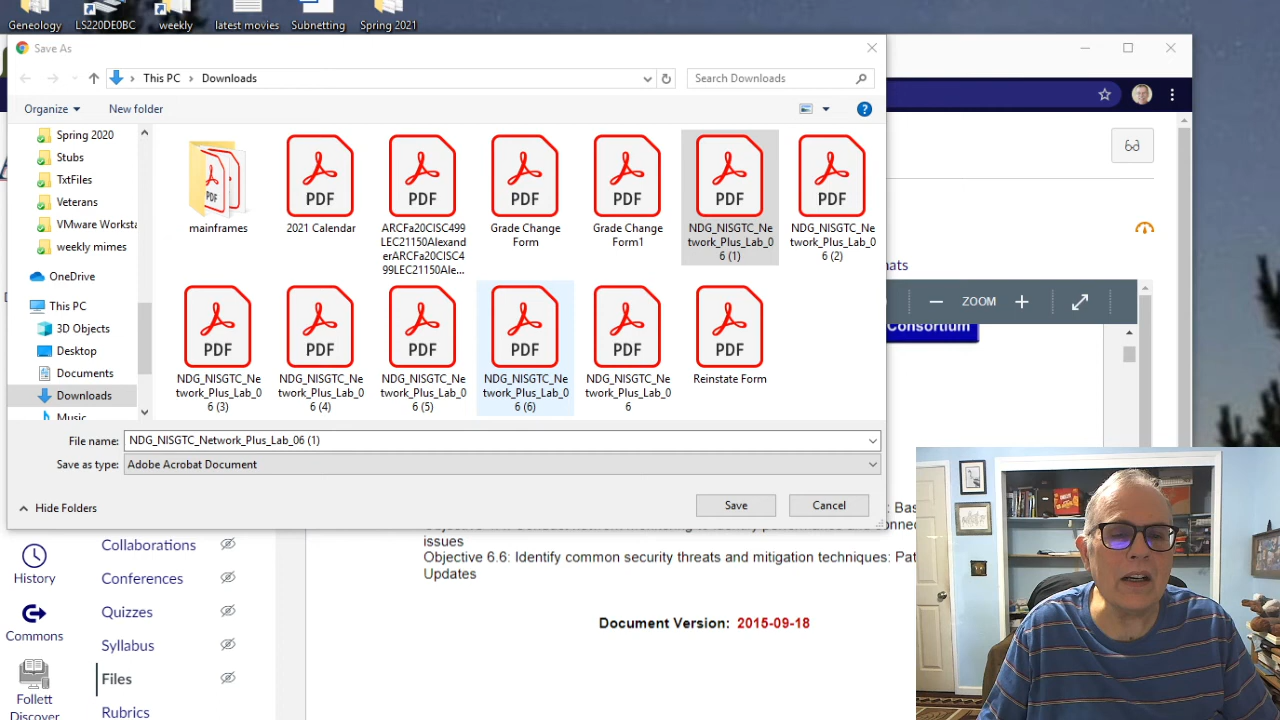 Geneology
LS220DE0BC
weekly
latest movies
Subnetting
Spring 2021
Save As
This PC > Downloads
Search Downloads
Organize
New folder
Spring 2020
Stubs
TxtFiles
Veterans
VMware Worksta
weekly mimes
OneDrive
This PC
3D Objects
Desktop
Documents
Downloads
Music
mainframes
PDF
2021 Calendar
PDF
ARCFa20CISC499
LEC21150Alexand
erARCFa20CISC4
99LEC21150Ale...
PDF
Grade Change
Form
PDF
Grade Change
Form1
PDF
NDG_NISGTC_Ne
twork_Plus_Lab_0
6 (1)
PDF
NDG_NISGTC_Ne
twork_Plus_Lab_0
6 (2)
PDF
NDG_NISGTC_Ne
twork_Plus_Lab_0
6 (3)
PDF
NDG_NISGTC_Ne
twork_Plus_Lab_0
6 (4)
PDF
NDG_NISGTC_Ne
twork_Plus_Lab_0
6 (5)
PDF
NDG_NISGTC_Ne
twork_Plus_Lab_0
6 (6)
PDF
NDG_NISGTC_Ne
twork_Plus_Lab_0
6
PDF
Reinstate Form
File name: NDG_NISGTC_Network_Plus_Lab_06 (1)
Save as type: Adobe Acrobat Document
Hide Folders
Save
Cancel
ZOOM
Consortium
issues
Objective 6.6: Identify common security threats and mitigation techniques: Pat
Updates
Document Version: 2015-09-18
History
Commons
Follett
Discover
Collaborations
Conferences
Quizzes
Syllabus
Files
Rubrics